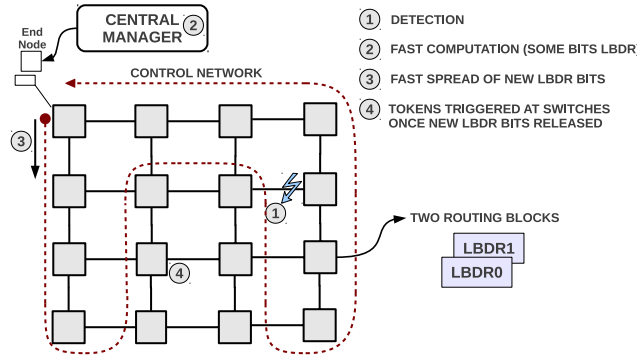 End
Node
CENTRAL
MANAGER
2
CONTROL NETWORK
1 DETECTION
2 FAST COMPUTATION (SOME BITS LBDR)
3 FAST SPREAD OF NEW LBDR BITS
4 TOKENS TRIGGERED AT SWITCHES
ONCE NEW LBDR BITS RELEASED
3
1
4
TWO ROUTING BLOCKS
LBDR1
LBDR0